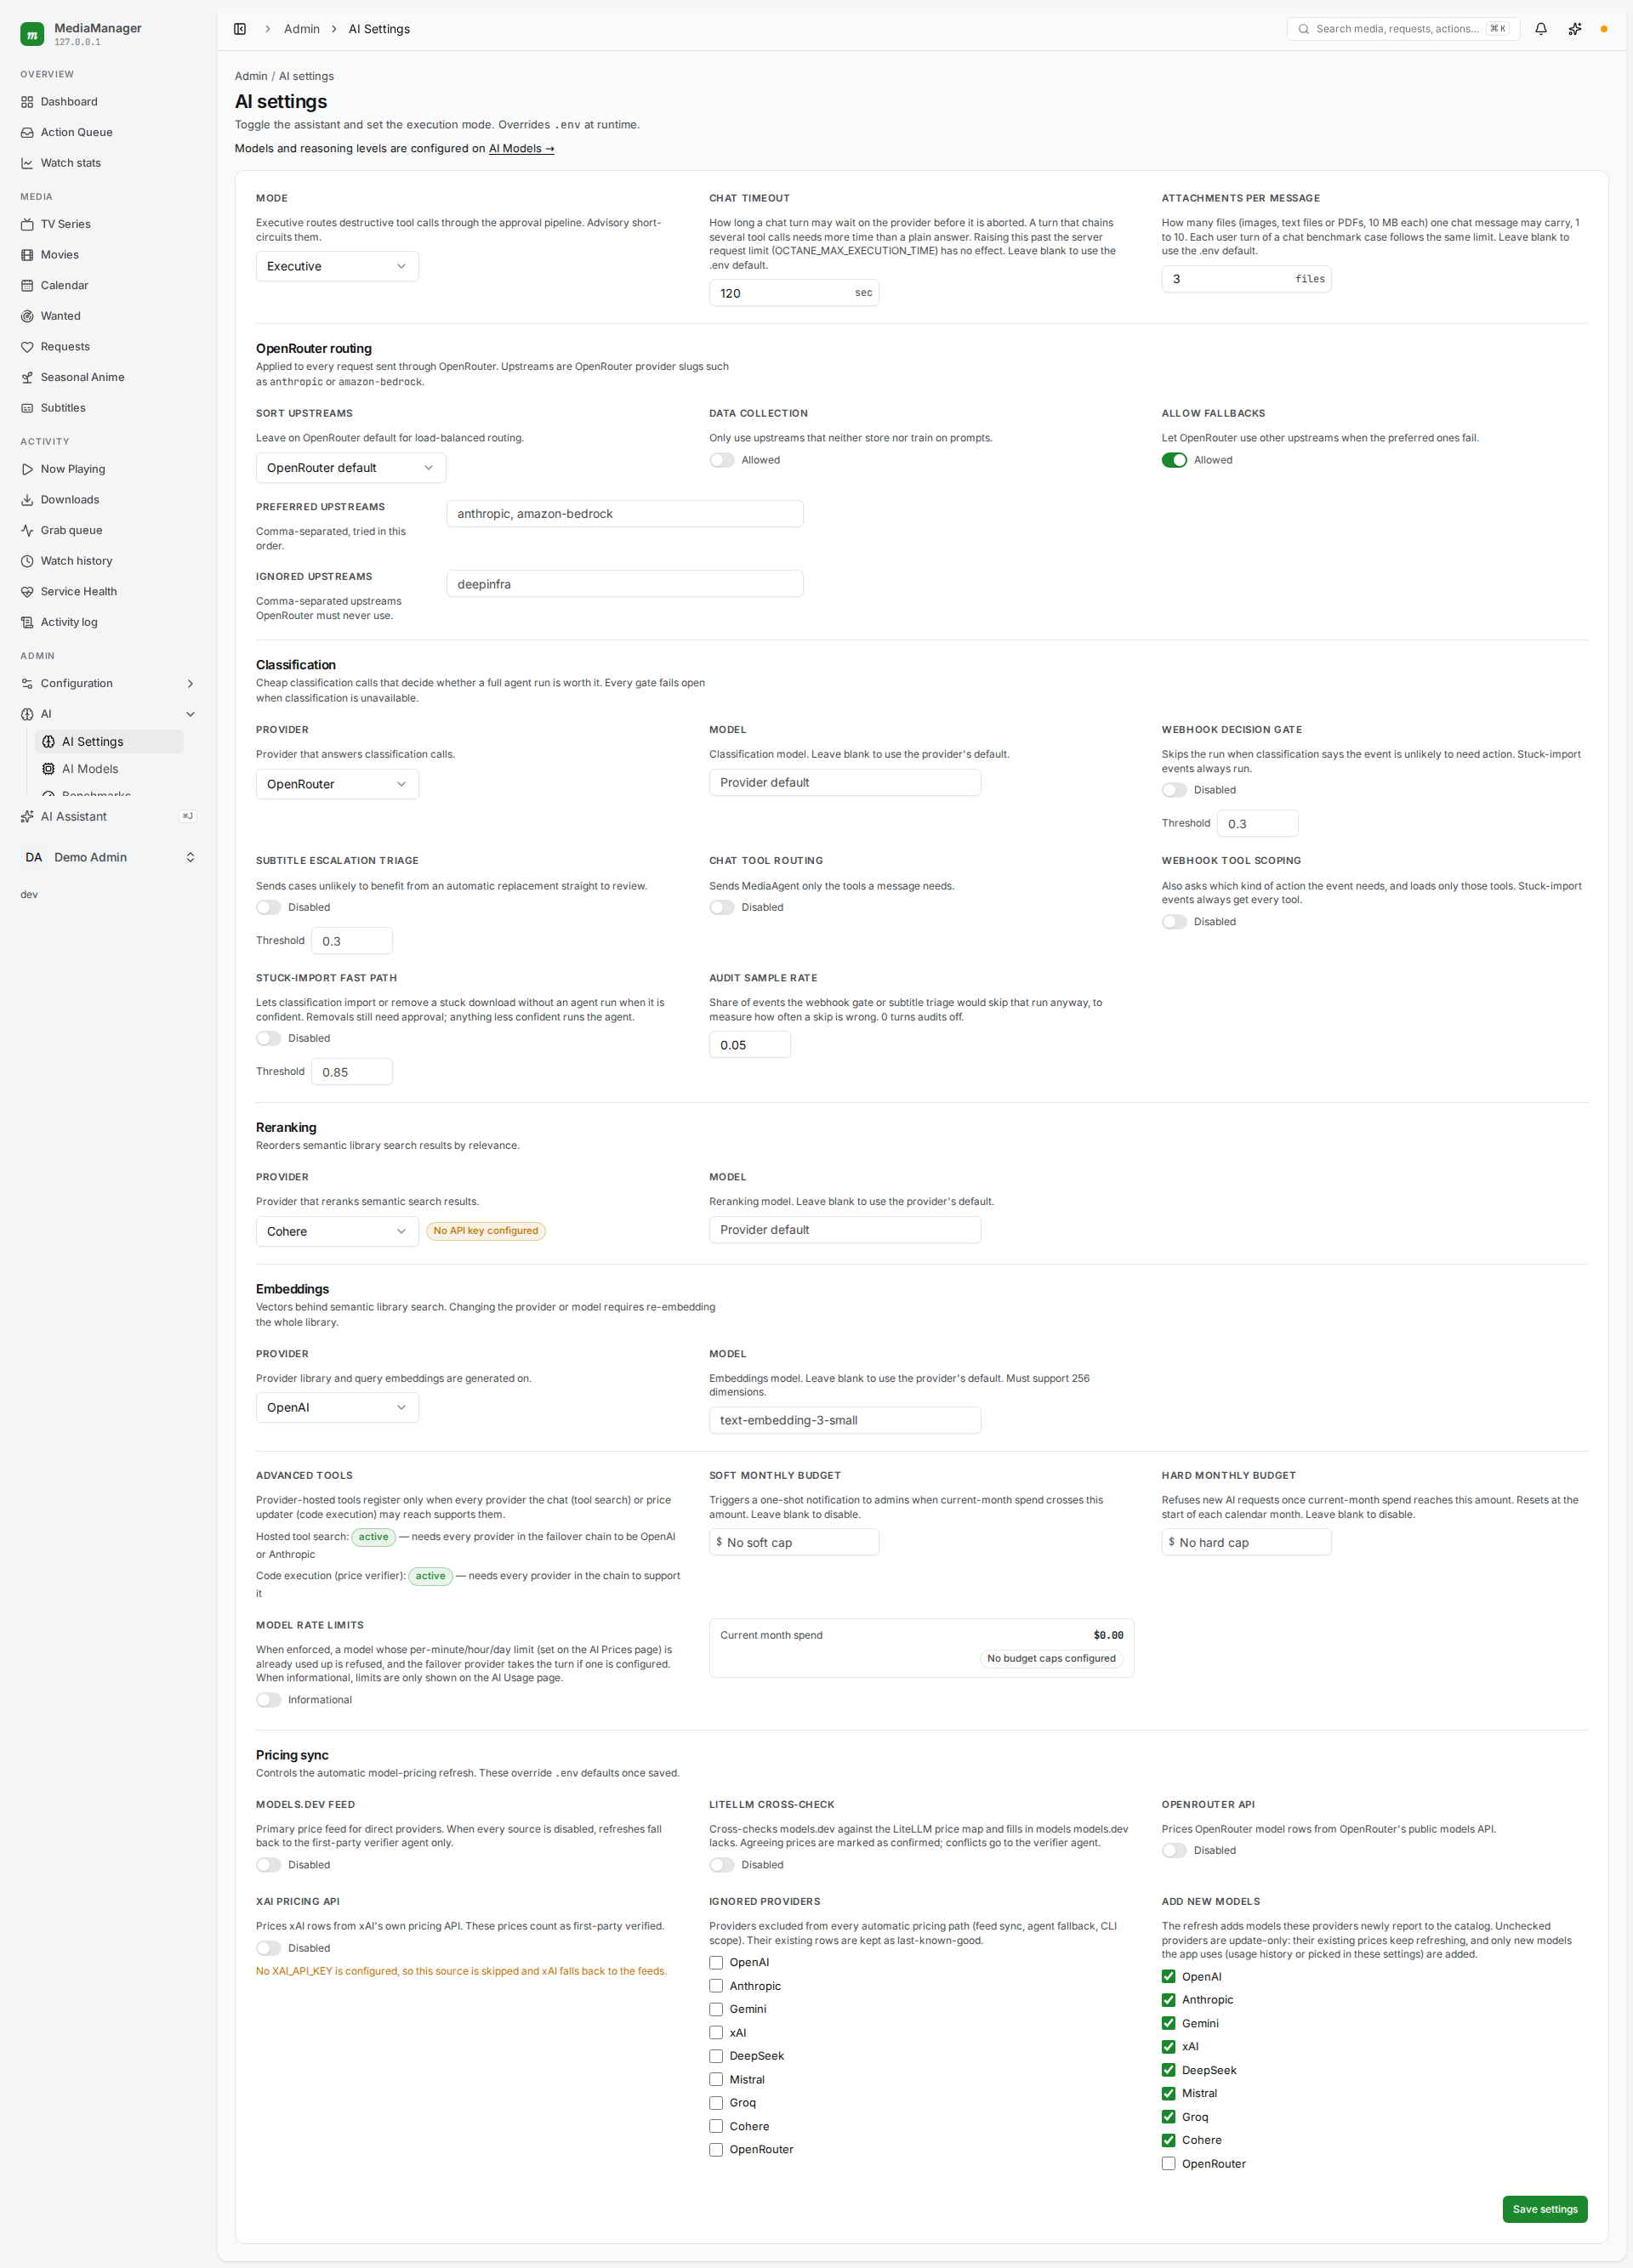 m
MediaManager
127.0.0.1
OVERVIEW
Dashboard
Action Queue
Watch stats
MEDIA
TV Series
Movies
Calendar
Wanted
Requests
Seasonal Anime
Subtitles
ACTIVITY
Now Playing
Downloads
Grab queue
Watch history
Service Health
Activity log
ADMIN
Configuration
AI
AI Settings
AI Models
Benchmarks
AI Assistant
⌘J
DA
Demo Admin
dev
Admin
AI Settings
Search media, requests, actions...
⌘K
Admin / AI settings
AI settings
Toggle the assistant and set the execution mode. Overrides .env at runtime.
Models and reasoning levels are configured on AI Models →
MODE
Executive routes destructive tool calls through the approval pipeline. Advisory short-
circuits them.
Executive
CHAT TIMEOUT
How long a chat turn may wait on the provider before it is aborted. A turn that chains
several tool calls needs more time than a plain answer. Raising this past the server
request limit (OCTANE_MAX_EXECUTION_TIME) has no effect. Leave blank to use the
.env default.
120
sec
ATTACHMENTS PER MESSAGE
How many files (images, text files or PDFs, 10 MB each) one chat message may carry, 1
to 10. Each user turn of a chat benchmark case follows the same limit. Leave blank to
use the .env default.
3
files
OpenRouter routing
Applied to every request sent through OpenRouter. Upstreams are OpenRouter provider slugs such
as anthropic or amazon-bedrock.
SORT UPSTREAMS
Leave on OpenRouter default for load-balanced routing.
OpenRouter default
DATA COLLECTION
Only use upstreams that neither store nor train on prompts.
Allowed
ALLOW FALLBACKS
Let OpenRouter use other upstreams when the preferred ones fail.
Allowed
PREFERRED UPSTREAMS
Comma-separated, tried in this
order.
anthropic, amazon-bedrock
IGNORED UPSTREAMS
Comma-separated upstreams
OpenRouter must never use.
deepinfra
Classification
Cheap classification calls that decide whether a full agent run is worth it. Every gate fails open
when classification is unavailable.
PROVIDER
Provider that answers classification calls.
OpenRouter
MODEL
Classification model. Leave blank to use the provider's default.
Provider default
WEBHOOK DECISION GATE
Skips the run when classification says the event is unlikely to need action. Stuck-import
events always run.
Disabled
Threshold
0.3
SUBTITLE ESCALATION TRIAGE
Sends cases unlikely to benefit from an automatic replacement straight to review.
Disabled
Threshold
0.3
CHAT TOOL ROUTING
Sends MediaAgent only the tools a message needs.
Disabled
WEBHOOK TOOL SCOPING
Also asks which kind of action the event needs, and loads only those tools. Stuck-import
events always get every tool.
Disabled
STUCK-IMPORT FAST PATH
Lets classification import or remove a stuck download without an agent run when it is
confident. Removals still need approval; anything less confident runs the agent.
Disabled
Threshold
0.85
AUDIT SAMPLE RATE
Share of events the webhook gate or subtitle triage would skip that run anyway, to
measure how often a skip is wrong. 0 turns audits off.
0.05
Reranking
Reorders semantic library search results by relevance.
PROVIDER
Provider that reranks semantic search results.
Cohere
No API key configured
MODEL
Reranking model. Leave blank to use the provider's default.
Provider default
Embeddings
Vectors behind semantic library search. Changing the provider or model requires re-embedding
the whole library.
PROVIDER
Provider library and query embeddings are generated on.
OpenAI
MODEL
Embeddings model. Leave blank to use the provider's default. Must support 256
dimensions.
text-embedding-3-small
ADVANCED TOOLS
Provider-hosted tools register only when every provider the chat (tool search) or price
updater (code execution) may reach supports them.
Hosted tool search: active — needs every provider in the failover chain to be OpenAI
or Anthropic
Code execution (price verifier): active — needs every provider in the chain to support
it
SOFT MONTHLY BUDGET
Triggers a one-shot notification to admins when current-month spend crosses this
amount. Leave blank to disable.
$ No soft cap
HARD MONTHLY BUDGET
Refuses new AI requests once current-month spend reaches this amount. Resets at the
start of each calendar month. Leave blank to disable.
$ No hard cap
MODEL RATE LIMITS
When enforced, a model whose per-minute/hour/day limit (set on the AI Prices page) is
already used up is refused, and the failover provider takes the turn if one is configured.
When informational, limits are only shown on the AI Usage page.
Informational
Current month spend
$0.00
No budget caps configured
Pricing sync
Controls the automatic model-pricing refresh. These override .env defaults once saved.
MODELS.DEV FEED
Primary price feed for direct providers. When every source is disabled, refreshes fall
back to the first-party verifier agent only.
Disabled
LITELLM CROSS-CHECK
Cross-checks models.dev against the LiteLLM price map and fills in models models.dev
lacks. Agreeing prices are marked as confirmed; conflicts go to the verifier agent.
Disabled
OPENROUTER API
Prices OpenRouter model rows from OpenRouter's public models API.
Disabled
XAI PRICING API
Prices xAI rows from xAI's own pricing API. These prices count as first-party verified.
Disabled
No XAI_API_KEY is configured, so this source is skipped and xAI falls back to the feeds.
IGNORED PROVIDERS
Providers excluded from every automatic pricing path (feed sync, agent fallback, CLI
scope). Their existing rows are kept as last-known-good.
OpenAI
Anthropic
Gemini
xAI
DeepSeek
Mistral
Groq
Cohere
OpenRouter
ADD NEW MODELS
The refresh adds models these providers newly report to the catalog. Unchecked
providers are update-only: their existing prices keep refreshing, and only new models
the app uses (usage history or picked in these settings) are added.
OpenAI
Anthropic
Gemini
xAI
DeepSeek
Mistral
Groq
Cohere
OpenRouter
Save settings